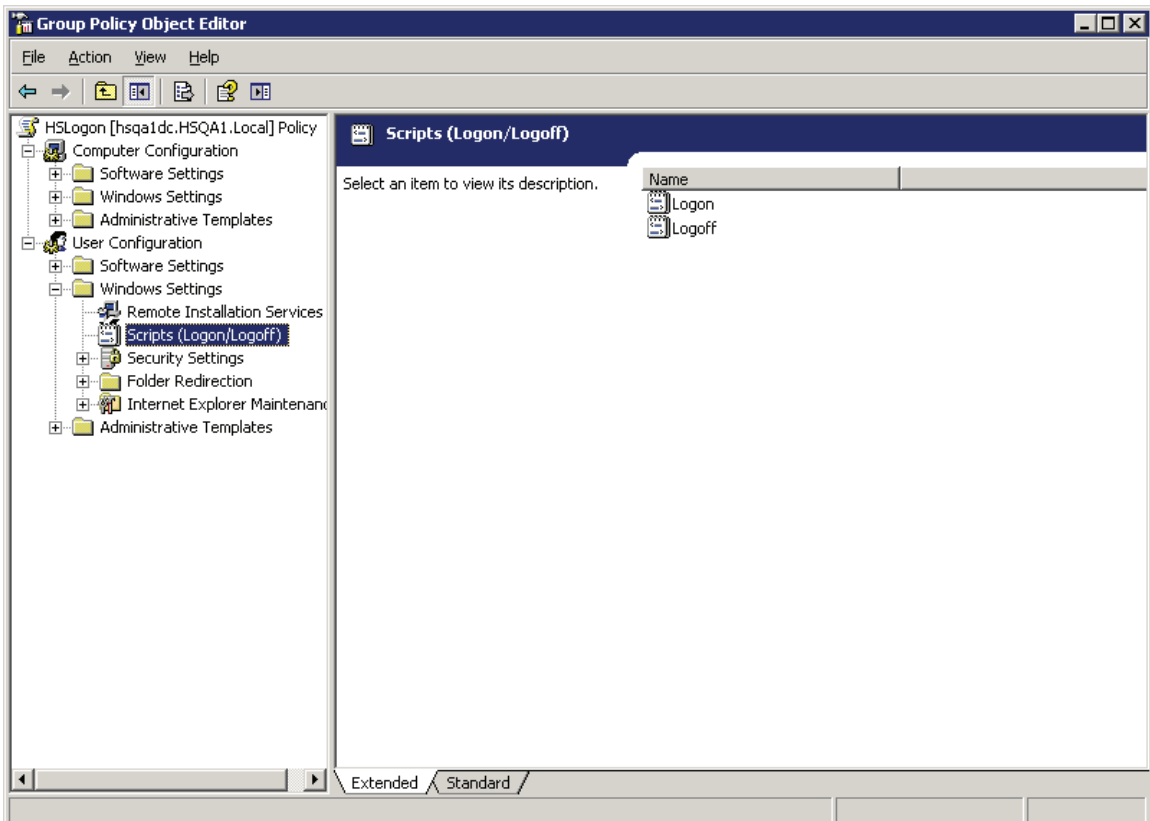 Group Policy Object Editor
File Action View Help
HSLogon [hsqa1dc.HSQA1.Local] Policy
Computer Configuration
Software Settings
Windows Settings
Administrative Templates
User Configuration
Software Settings
Windows Settings
Remote Installation Services
Scripts (Logon/Logoff)
Security Settings
Folder Redirection
Internet Explorer Maintenanc
Administrative Templates
Scripts (Logon/Logoff)
Select an item to view its description.
Name
Logon
Logoff
Extended Standard